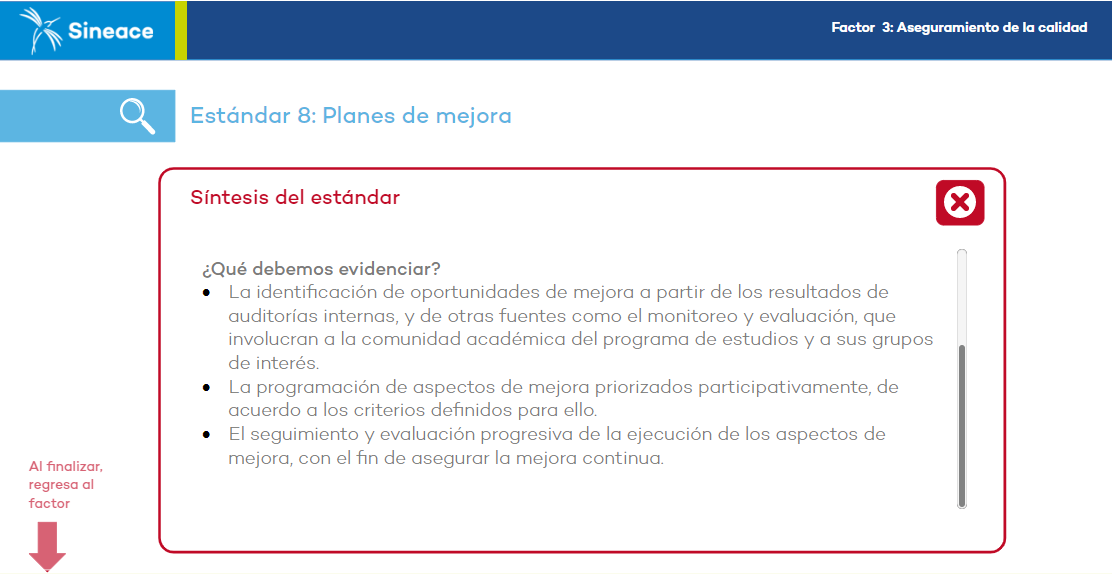 Sineace
Factor 3: Aseguramiento de la calidad
Estándar 8: Planes de mejora
Síntesis del estándar
¿Qué debemos evidenciar?
• La identificación de oportunidades de mejora a partir de los resultados de
auditorías internas, y de otras fuentes como el monitoreo y evaluación, que
involucran a la comunidad académica del programa de estudios y a sus grupos
de interés.
• La programación de aspectos de mejora priorizados participativamente, de
acuerdo a los criterios definidos para ello.
• El seguimiento y evaluación progresiva de la ejecución de los aspectos de
mejora, con el fin de asegurar la mejora continua.
Al finalizar,
regresa al
factor